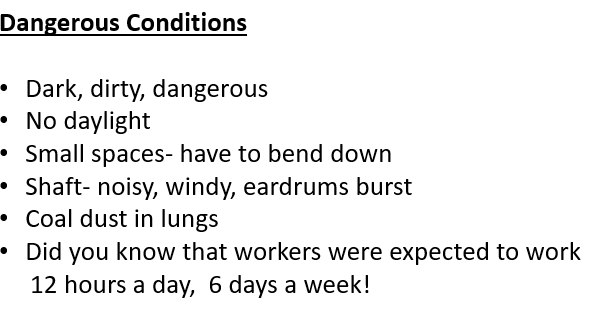 Dangerous Conditions
• Dark, dirty, dangerous
• No daylight
• Small spaces- have to bend down
• Shaft- noisy, windy, eardrums burst
• Coal dust in lungs
• Did you know that workers were expected to work
12 hours a day,  6 days a week!